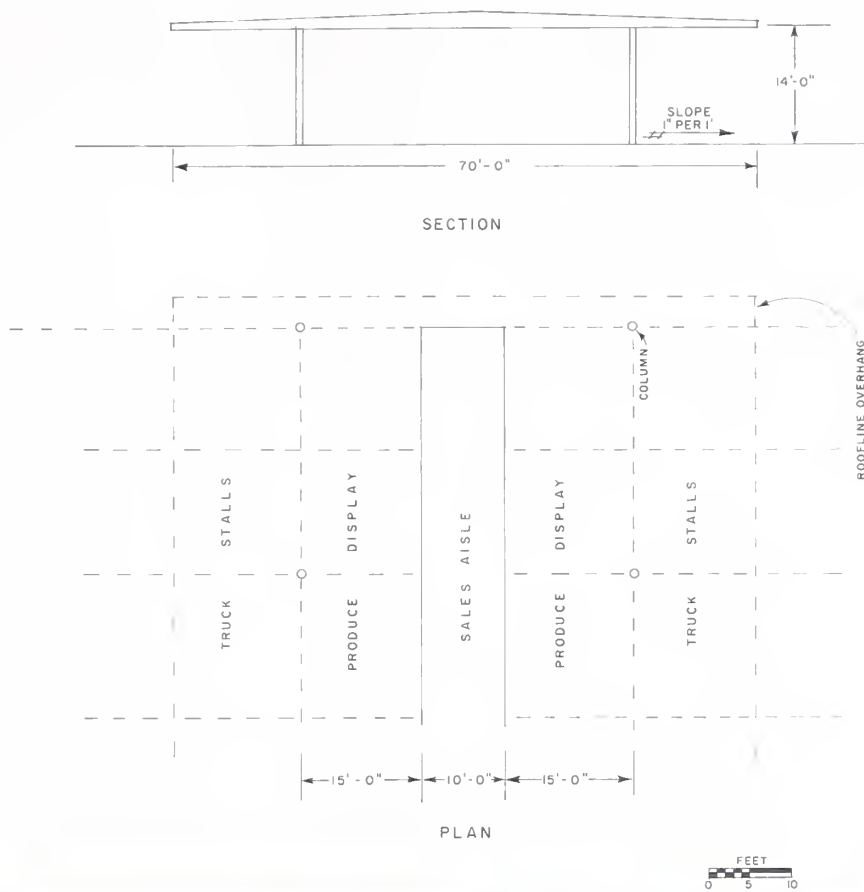 14'-0"
SLOPE
1" PER 1'
70'-0"
SECTION
COLUMN
ROOFLINE OVERHANG
TRUCK STALLS
PRODUCE DISPLAY
SALES AISLE
PRODUCE DISPLAY
TRUCK STALLS
15'-0"
10'-0"
15'-0"
PLAN
FEET
0 5 10